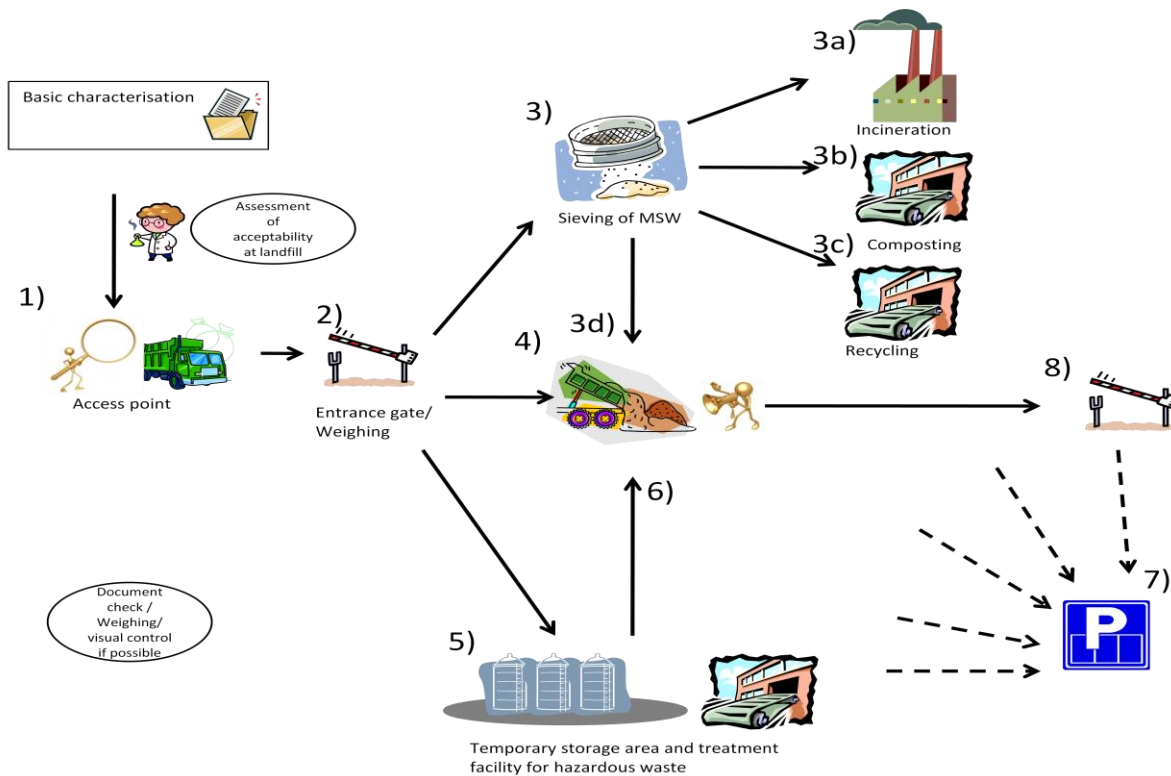 Basic characterisation
Assessment
of
acceptability
at landfill
1)
Access point
2)
Entrance gate/
Weighing
3)
Sieving of MSW
3a)
Incineration
3b)
Composting
3c)
Recycling
3d)
4)
8)
6)
7)
P
Document
check /
Weighing/
visual control
if possible
5)
Temporary storage area and treatment
facility for hazardous waste